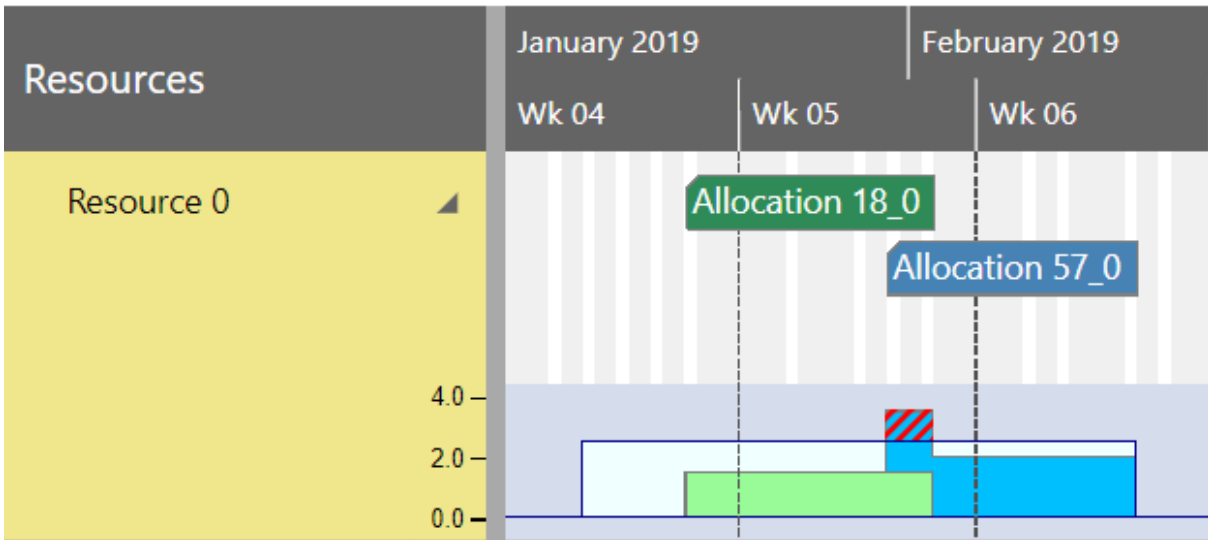 Resources
January 2019
February 2019
Wk 04
Wk 05
Wk 06
Resource 0
Allocation 18_0
Allocation 57_0
4.0
2.0
0.0